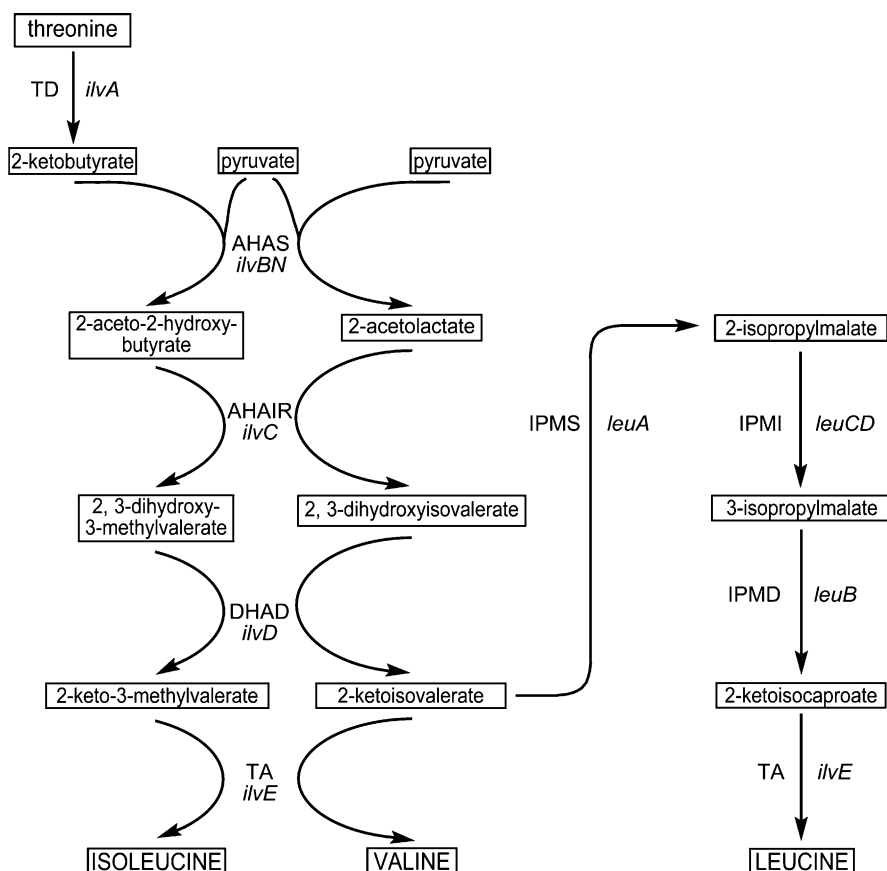 threonine
TD ilvA
2-ketobutyrate pyruvate pyruvate
AHAS
ilvBN
2-aceto-2-hydroxy-
butyrate
2-acetolactate
2-isopropylmalate
AHAIR
ilvC
IPMS leuA
IPMI leuCD
2, 3-dihydroxy-
3-methylvalerate
2, 3-dihydroxyisovalerate
3-isopropylmalate
DHAD
ilvD
IPMD leuB
2-keto-3-methylvalerate 2-ketoisovalerate 2-ketoisocaproate
TA
ilvE
TA ilvE
ISOLEUCINE VALINE LEUCINE